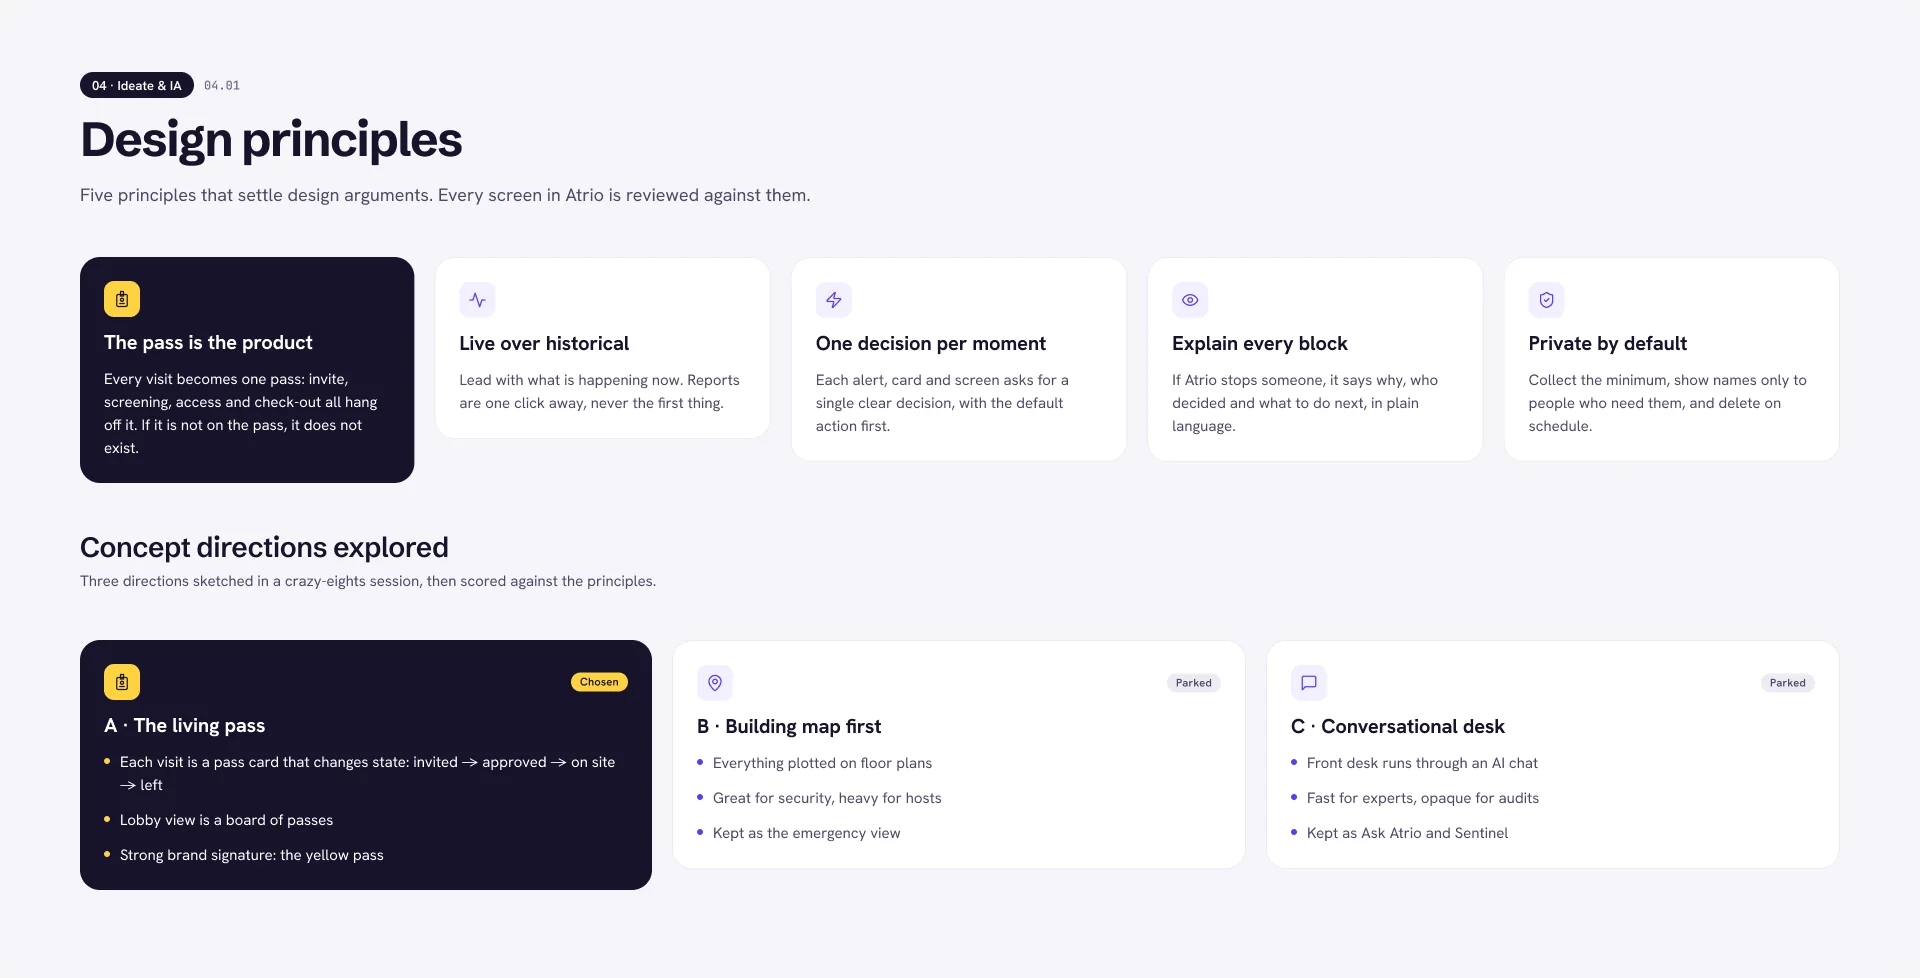 04 · Ideate & IA
04.01
Design principles
Five principles that settle design arguments. Every screen in Atrio is reviewed against them.
The pass is the product
Every visit becomes one pass: invite,
screening, access and check-out all hang
off it. If it is not on the pass, it does not
exist.
Live over historical
Lead with what is happening now. Reports
are one click away, never the first thing.
One decision per moment
Each alert, card and screen asks for a
single clear decision, with the default
action first.
Explain every block
If Atrio stops someone, it says why, who
decided and what to do next, in plain
language.
Private by default
Collect the minimum, show names only to
people who need them, and delete on
schedule.
Concept directions explored
Three directions sketched in a crazy-eights session, then scored against the principles.
Chosen
A · The living pass
Each visit is a pass card that changes state: invited → approved → on site
→ left
Lobby view is a board of passes
Strong brand signature: the yellow pass
Parked
B · Building map first
Everything plotted on floor plans
Great for security, heavy for hosts
Kept as the emergency view
Parked
C · Conversational desk
Front desk runs through an AI chat
Fast for experts, opaque for audits
Kept as Ask Atrio and Sentinel